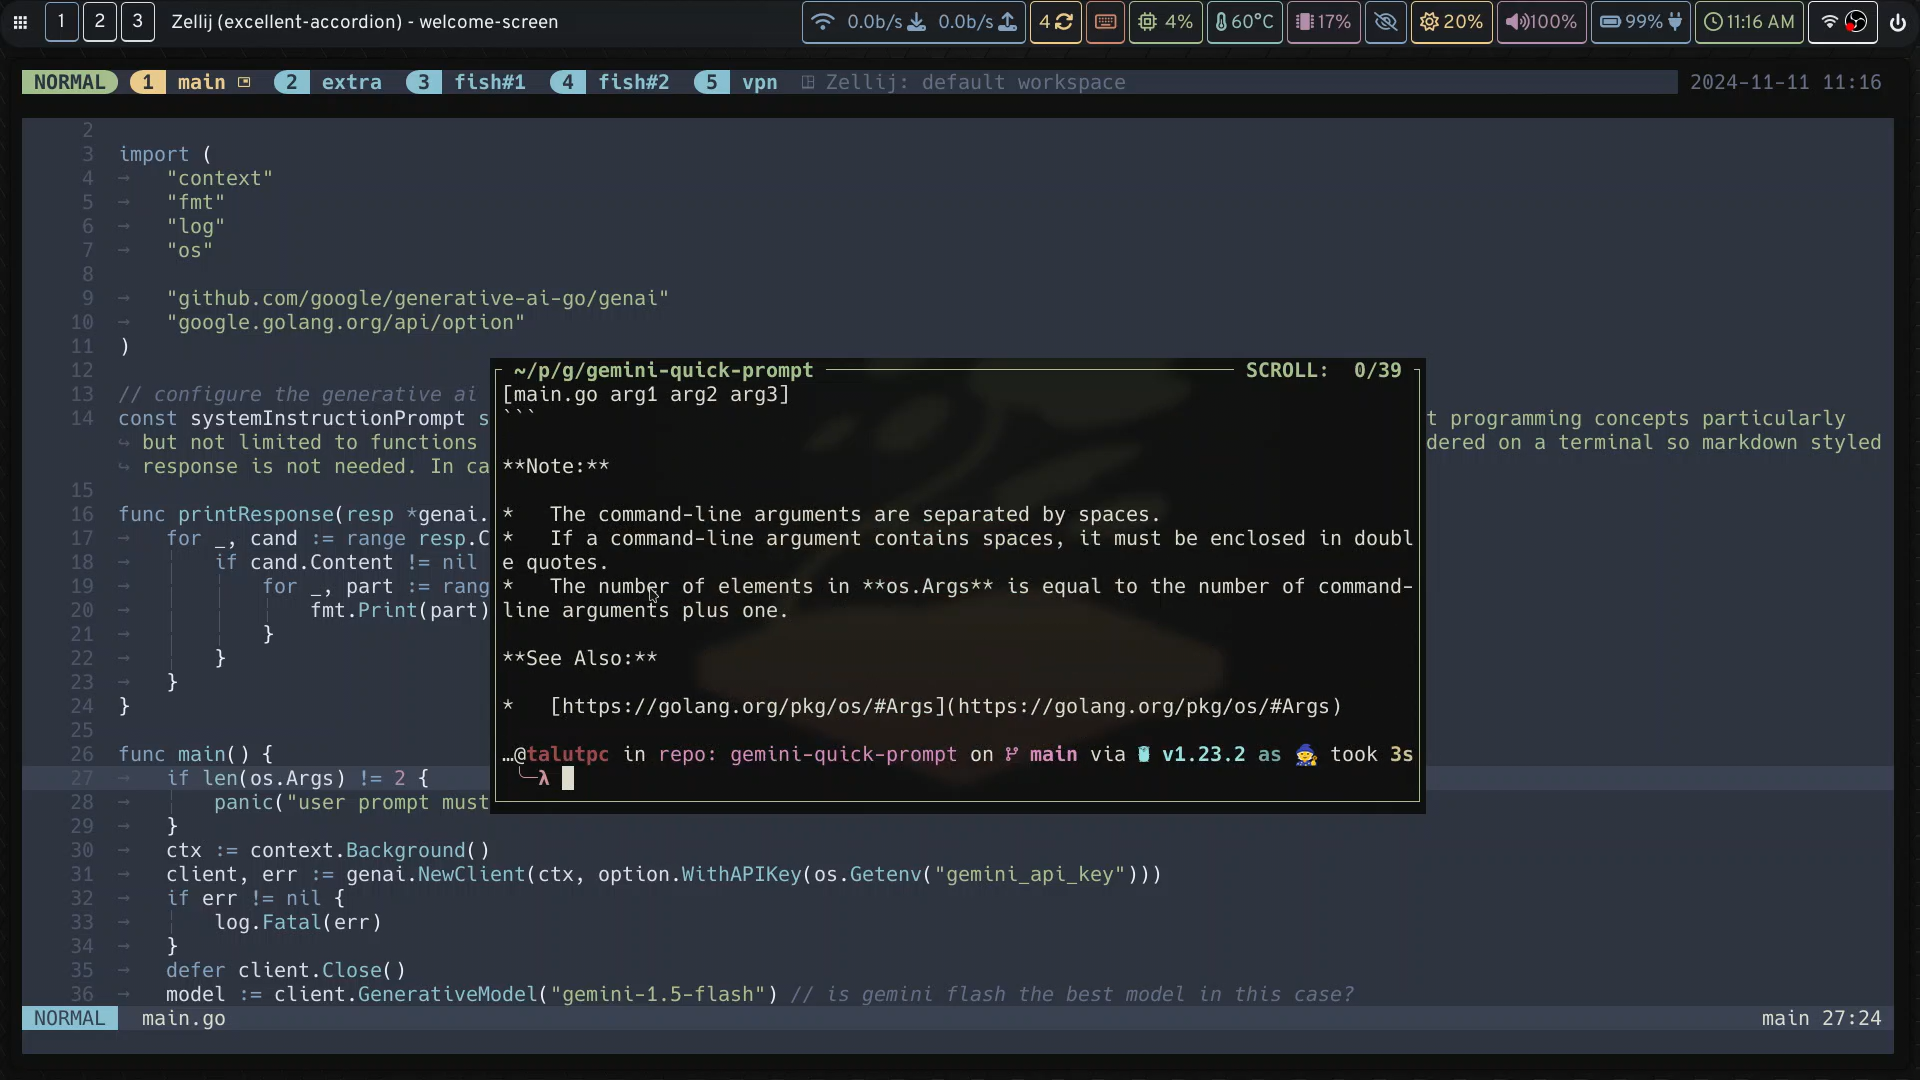 1 2 3 Zellij (excellent-accordion) - welcome-screen 0.0b/s 0.0b/s 4 4% 60°C 17% 20% 100% 99% 11:16 AM
NORMAL 1 main 2 extra 3 fish#1 4 fish#2 5 vpn Zellij: default workspace 2024-11-11 11:16
2
3 import (
4 → "context"
5 → "fmt"
6 → "log"
7 → "os"
8
9 → "github.com/google/generative-ai-go/genai"
10 → "google.golang.org/api/option"
11 )
12
13 // configure the generative ai
14 const systemInstructionPrompt s
↪ but not limited to functions
↪ response is not needed. In ca
t programming concepts particularly
dered on a terminal so markdown styled
15
16 func printResponse(resp *genai.
17 → for _, cand := range resp.C
18 → → if cand.Content != nil
19 → → → for _, part := rang
20 → → → → fmt.Print(part)
21 → → → }
22 → → }
23 → }
24 }
25
26 func main() {
27 → if len(os.Args) != 2 {
28 → → panic("user prompt must
29 → }
30 → ctx := context.Background()
31 → client, err := genai.NewClient(ctx, option.WithAPIKey(os.Getenv("gemini_api_key")))
32 → if err != nil {
33 → → log.Fatal(err)
34 → }
35 → defer client.Close()
36 → model := client.GenerativeModel("gemini-1.5-flash") // is gemini flash the best model in this case?
NORMAL main.go main 27:24
~/p/g/gemini-quick-prompt SCROLL: 0/39
[main.go arg1 arg2 arg3]
```
**Note:**
* The command-line arguments are separated by spaces.
* If a command-line argument contains spaces, it must be enclosed in doubl
e quotes.
* The number of elements in **os.Args** is equal to the number of command-
line arguments plus one.
**See Also:**
* [https://golang.org/pkg/os/#Args](https://golang.org/pkg/os/#Args)
…@talutpc in repo: gemini-quick-prompt on main via v1.23.2 as 🧙 took 3s
╰─λ